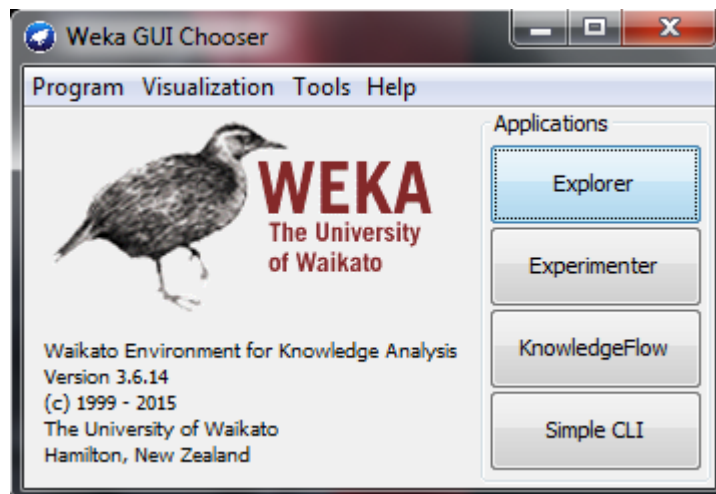 Weka GUI Chooser
Program Visualization Tools Help
WEKA
The University
of Waikato
Waikato Environment for Knowledge Analysis
Version 3.6.14
(c) 1999 - 2015
The University of Waikato
Hamilton, New Zealand
Applications
Explorer
Experimenter
KnowledgeFlow
Simple CLI